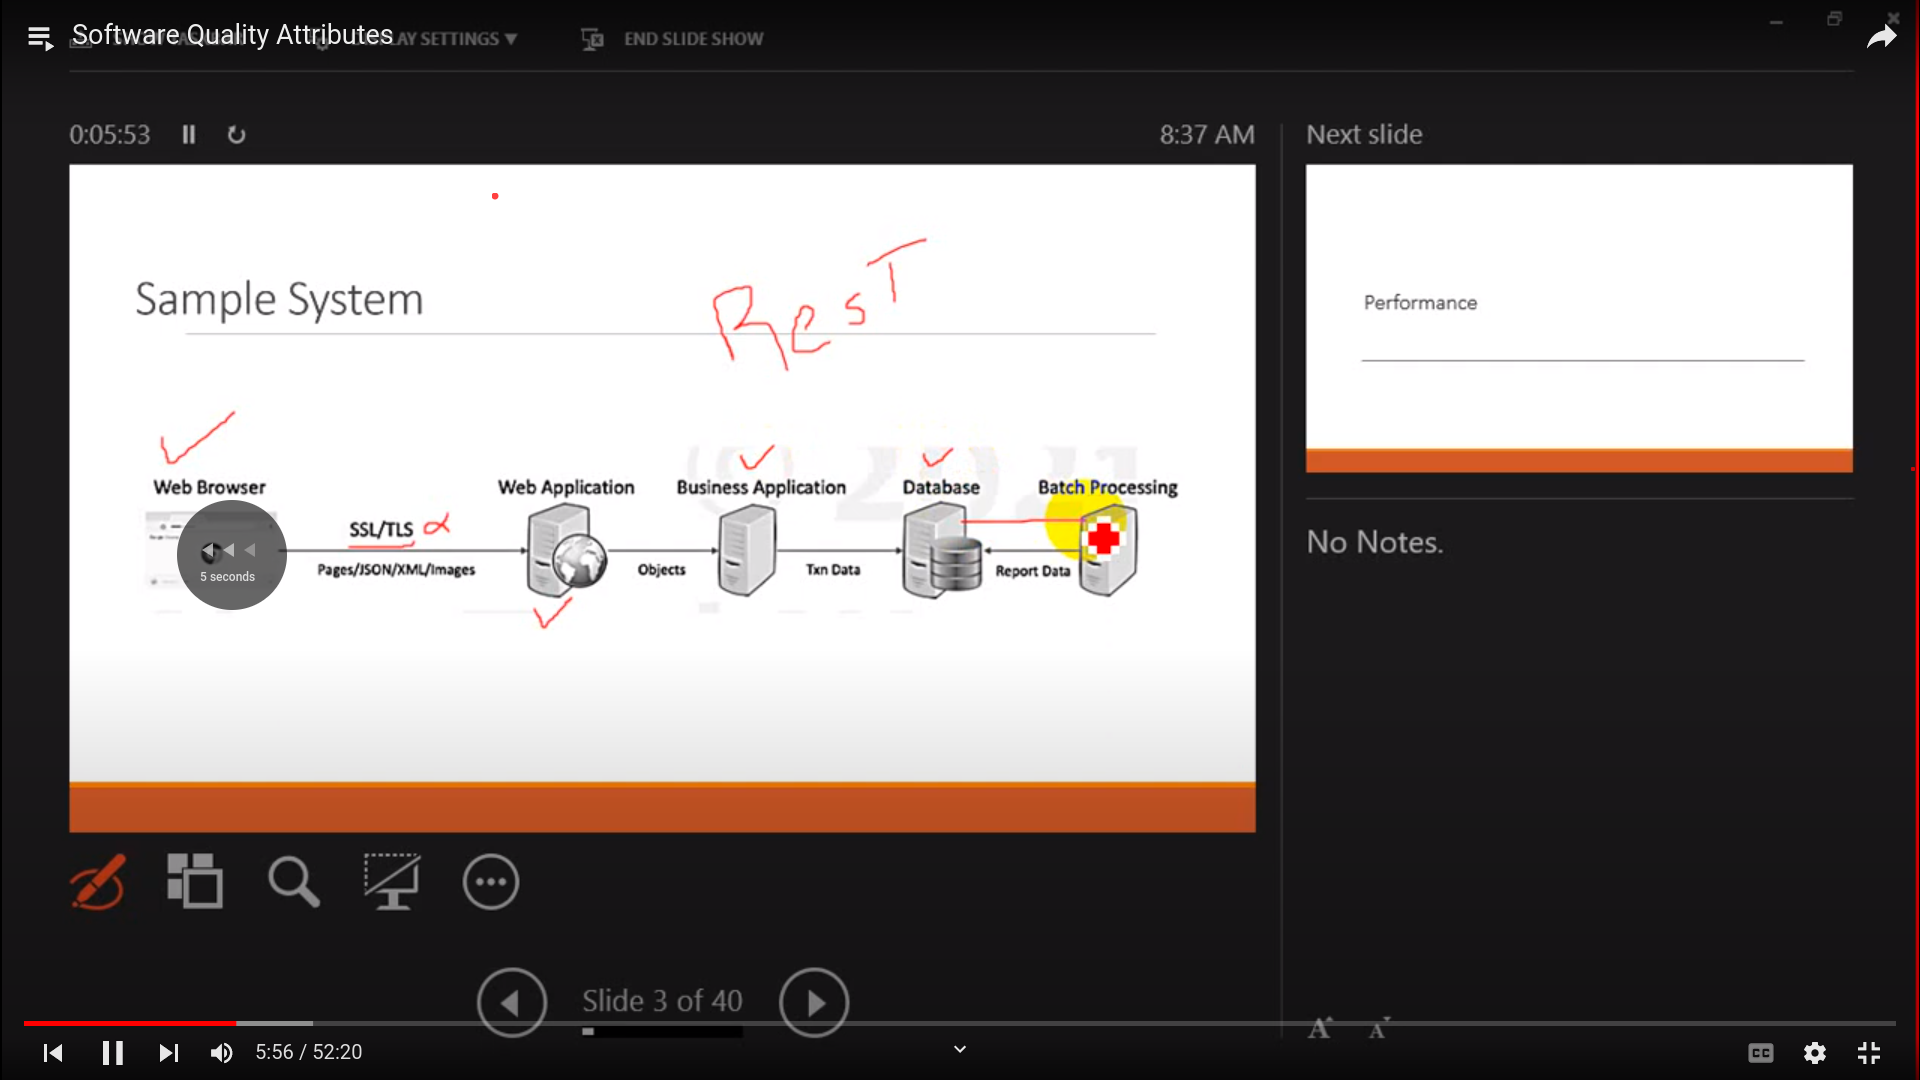 Software Quality Attributes
DISPLAY SETTINGS ▼
END SLIDE SHOW
0:05:53
8:37 AM
Next slide
Sample System
ResT
Performance
Web Browser
Web Application
Business Application
Database
Batch Processing
SSL/TLS α
Pages/JSON/XML/Images
Objects
Txn Data
Report Data
5 seconds
No Notes.
Slide 3 of 40
A A
5:56 / 52:20
CC